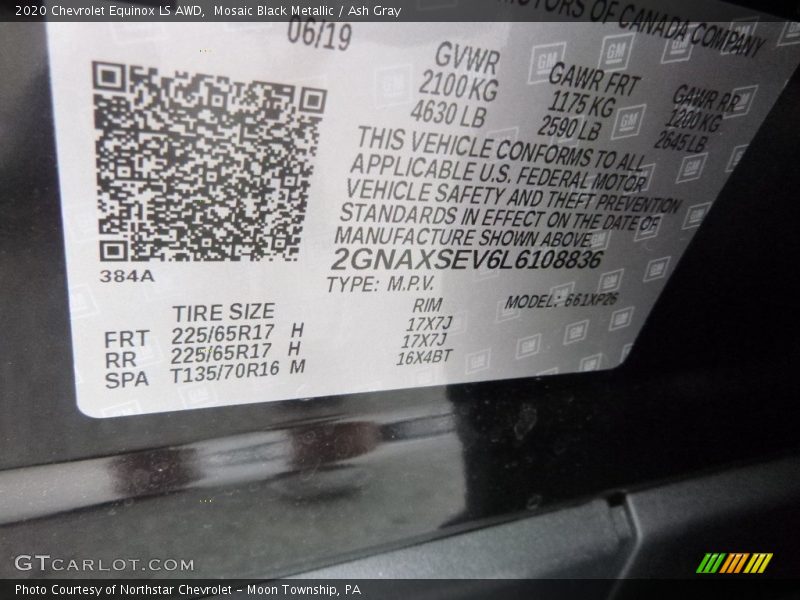 2020 Chevrolet Equinox LS AWD,  Mosaic Black Metallic / Ash Gray
MOTORS OF CANADA COMPANY
06/19
GVWR GAWR FRT GAWR RR
2100 KG 1175 KG 1200 KG
4630 LB 2590 LB 2645 LB
THIS VEHICLE CONFORMS TO ALL
APPLICABLE U.S. FEDERAL MOTOR
VEHICLE SAFETY AND THEFT PREVENTION
STANDARDS IN EFFECT ON THE DATE OF
MANUFACTURE SHOWN ABOVE.
2GNAXSEV6L6108836
384A
TYPE: M.P.V. MODEL: 661XP26
TIRE SIZE RIM
FRT 225/65R17 H 17X7J
RR 225/65R17 H 17X7J
SPA T135/70R16 M 16X4BT
GTCARLOT.COM
Photo Courtesy of Northstar Chevrolet - Moon Township, PA